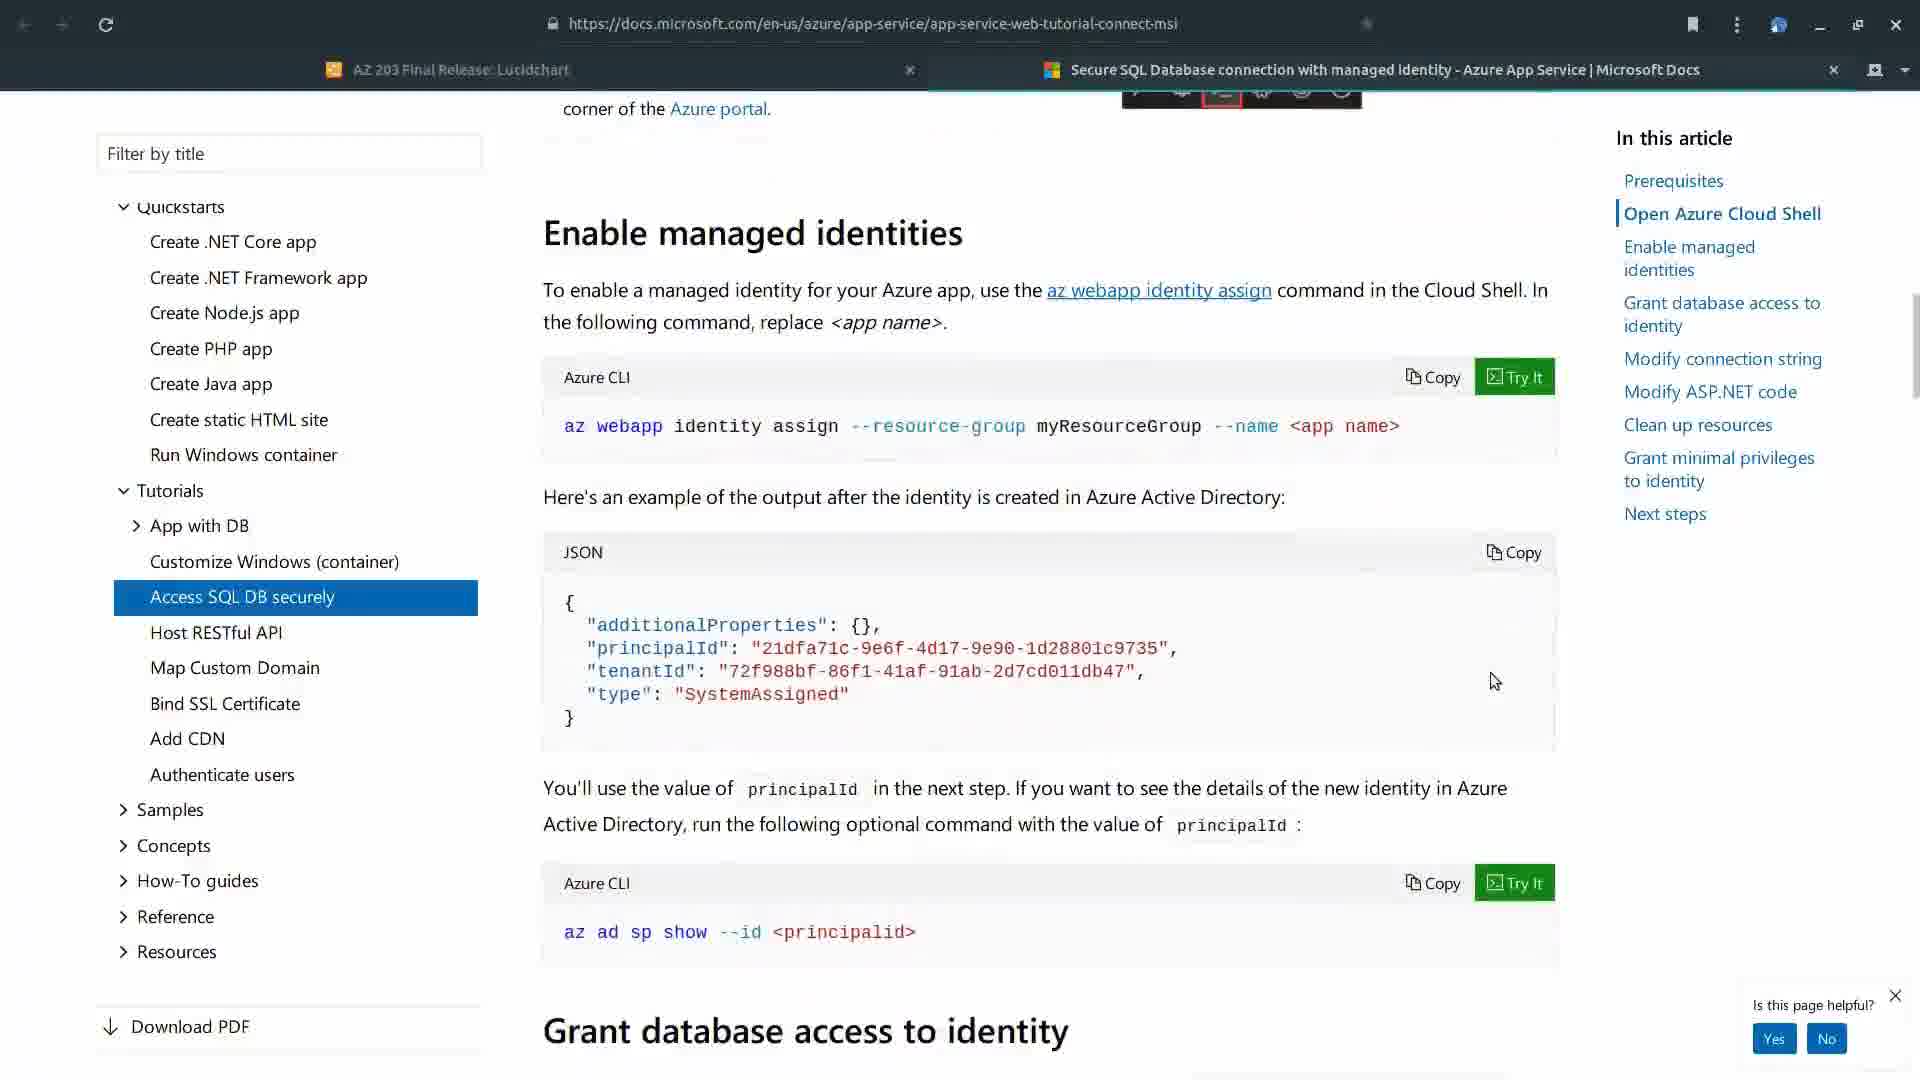 https://docs.microsoft.com/en-us/azure/app-service/app-service-web-tutorial-connect-msi
AZ 203 Final Release: Lucidchart
Secure SQL Database connection with managed identity - Azure App Service | Microsoft Docs
corner of the Azure portal.
Filter by title
Quickstarts
Create .NET Core app
Create .NET Framework app
Create Node.js app
Create PHP app
Create Java app
Create static HTML site
Run Windows container
Tutorials
App with DB
Customize Windows (container)
Access SQL DB securely
Host RESTful API
Map Custom Domain
Bind SSL Certificate
Add CDN
Authenticate users
Samples
Concepts
How-To guides
Reference
Resources
Download PDF
Enable managed identities
To enable a managed identity for your Azure app, use the az webapp identity assign command in the Cloud Shell. In
the following command, replace <app name>.
Azure CLI
Copy
Try It
az webapp identity assign --resource-group myResourceGroup --name <app name>
Here's an example of the output after the identity is created in Azure Active Directory:
JSON
Copy
{
"additionalProperties": {},
"principalId": "21dfa71c-9e6f-4d17-9e90-1d28801c9735",
"tenantId": "72f988bf-86f1-41af-91ab-2d7cd011db47",
"type": "SystemAssigned"
}
You'll use the value of principalId in the next step. If you want to see the details of the new identity in Azure
Active Directory, run the following optional command with the value of principalId :
Azure CLI
Copy
Try It
az ad sp show --id <principalid>
Grant database access to identity
In this article
Prerequisites
Open Azure Cloud Shell
Enable managed
identities
Grant database access to
identity
Modify connection string
Modify ASP.NET code
Clean up resources
Grant minimal privileges
to identity
Next steps
Is this page helpful?
Yes
No